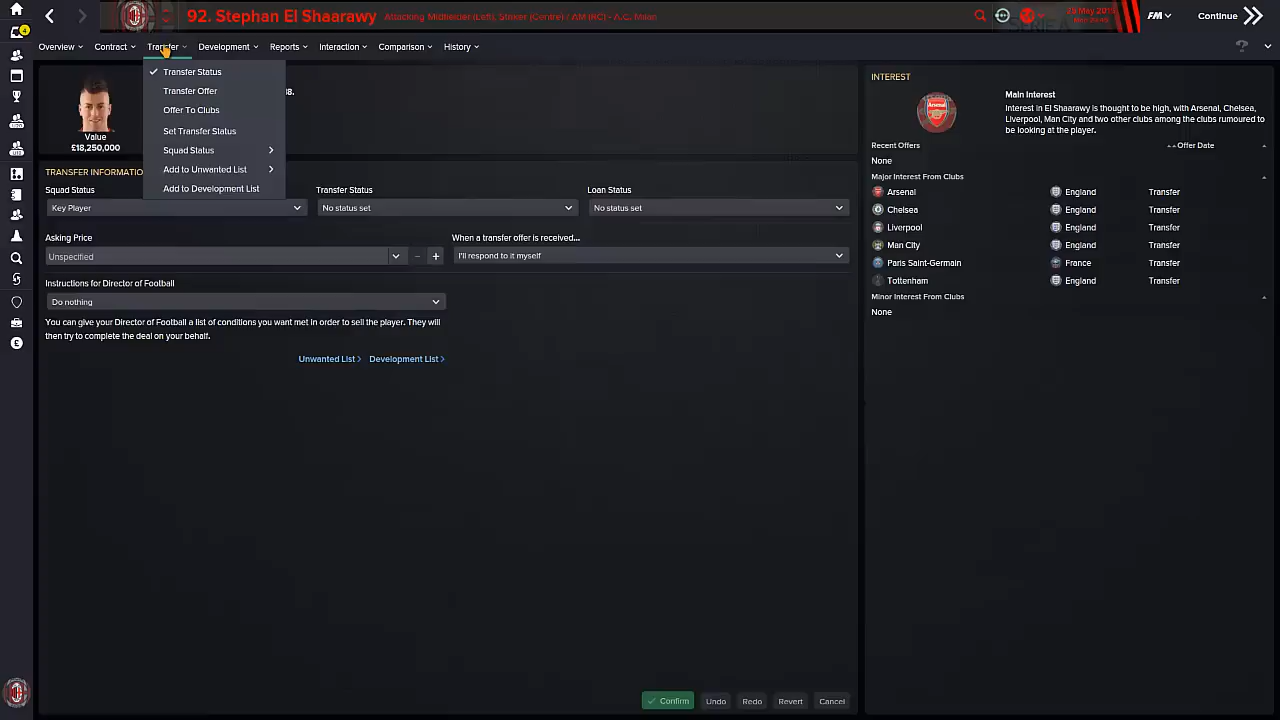 92. Stephan El Shaarawy
Attacking Midfielder (Left), Striker (Centre) / AM (RC) - A.C. Milan
FM
Continue
4
Overview
Contract
Transfer
Development
Reports
Interaction
Comparison
History
Transfer Status
Transfer Offer
Offer To Clubs
Set Transfer Status
Squad Status
Add to Unwanted List
Add to Development List
Value
£18,250,000
TRANSFER INFORMATIO
Squad Status
Transfer Status
Loan Status
Key Player
No status set
No status set
Asking Price
When a transfer offer is received...
Unspecified
I'll respond to it myself
Instructions for Director of Football
Do nothing
You can give your Director of Football a list of conditions you want met in order to sell the player. They will
then try to complete the deal on your behalf.
Unwanted List >
Development List >
Confirm
Undo
Redo
Revert
Cancel
INTEREST
Main Interest
Interest in El Shaarawy is thought to be high, with Arsenal, Chelsea,
Liverpool, Man City and two other clubs among the clubs rumoured to
be looking at the player.
Recent Offers
Offer Date
None
Major Interest From Clubs
Arsenal England Transfer
Chelsea England Transfer
Liverpool England Transfer
Man City England Transfer
Paris Saint-Germain France Transfer
Tottenham England Transfer
Minor Interest From Clubs
None